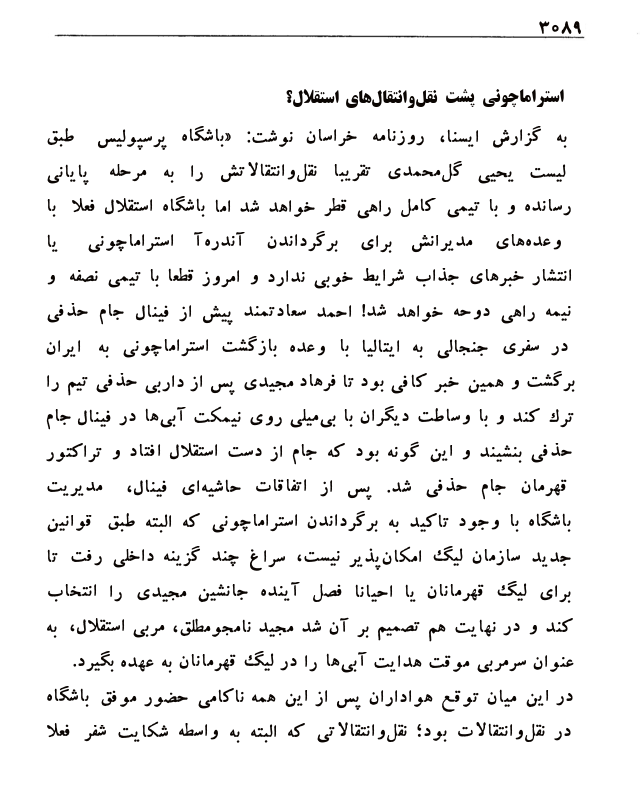 ۳۰۸۹
استراماچونی پشت نقل‌وانتقال‌های استقلال؟
به گزارش ایسنا، روزنامه خراسان نوشت: «باشگاه پرسپولیس طبق
لیست یحیی گل‌محمدی تقریبا نقل‌وانتقالاتش را به مرحله پایانی
رسانده و با تیمی کامل راهی قطر خواهد شد اما باشگاه استقلال فعلا با
وعده‌های مدیرانش برای برگرداندن آندره‌آ استراماچونی یا
انتشار خبرهای جذاب شرایط خوبی ندارد و امروز قطعا با تیمی نصفه و
نیمه راهی دوحه خواهد شد! احمد سعادتمند پیش از فینال جام حذفی
در سفری جنجالی به ایتالیا با وعده بازگشت استراماچونی به ایران
برگشت و همین خبر کافی بود تا فرهاد مجیدی پس از داربی حذفی تیم را
ترك کند و با وساطت دیگران با بی‌میلی روی نیمکت آبی‌ها در فینال جام
حذفی بنشیند و این گونه بود که جام از دست استقلال افتاد و تراکتور
قهرمان جام حذفی شد. پس از اتفاقات حاشیه‌ای فینال، مدیریت
باشگاه با وجود تاکید به برگرداندن استراماچونی که البته طبق قوانین
جدید سازمان لیگ امکان‌پذیر نیست، سراغ چند گزینه داخلی رفت تا
برای لیگ قهرمانان یا احیانا فصل آینده جانشین مجیدی را انتخاب
کند و در نهایت هم تصمیم بر آن شد مجید نامجومطلق، مربی استقلال، به
عنوان سرمربی موقت هدایت آبی‌ها را در لیگ قهرمانان به عهده بگیرد.
در این میان توقع هواداران پس از این همه ناکامی حضور موفق باشگاه
در نقل‌وانتقالات بود؛ نقل‌وانتقالاتی که البته به واسطه شکایت شفر فعلا